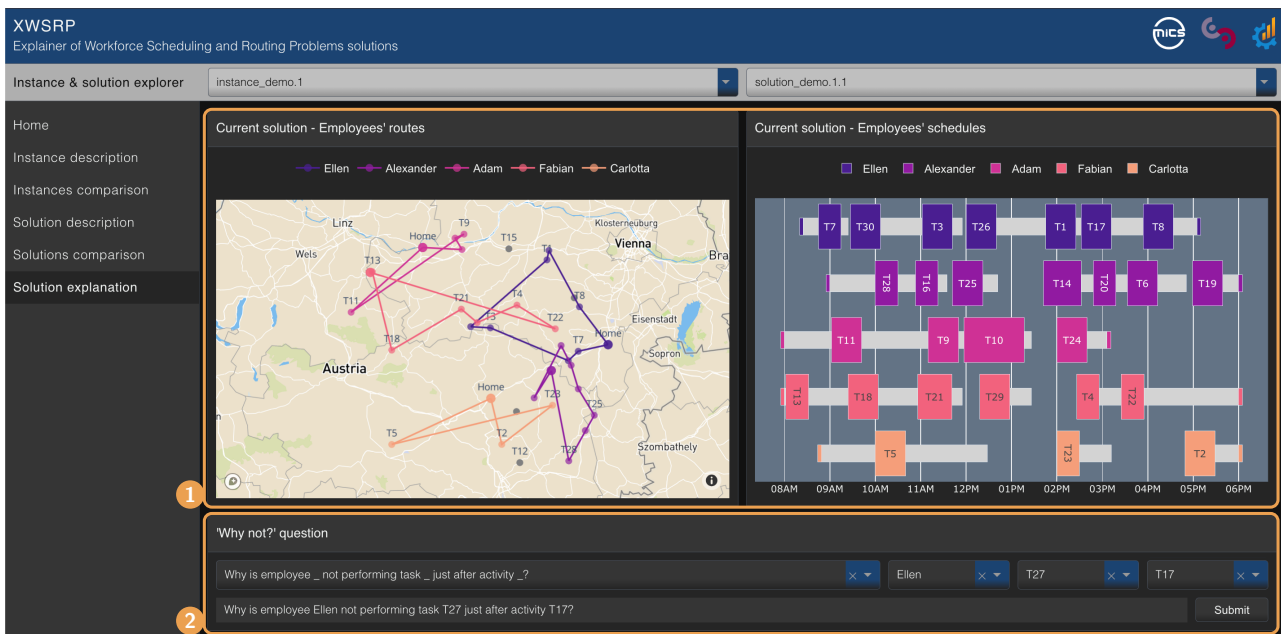 XWSRP
Explainer of Workforce Scheduling and Routing Problems solutions
mics
Instance & solution explorer
instance_demo.1
solution_demo.1.1
Home
Instance description
Instances comparison
Solution description
Solutions comparison
Solution explanation
Current solution - Employees' routes
Ellen Alexander Adam Fabian Carlotta
Linz
T9
Klosterneuburg
Home
T15
T1
Vienna
Wels
Bra
T13
T11
T21
T4
T8
T3
T22
Eisenstadt
Home
T18
T7
Sopron
Austria
Home
T23
T25
T5
T2
T12
T28
Szombathely
n
1
Current solution - Employees' schedules
Ellen Alexander Adam Fabian Carlotta
T7 T30 T3 T26 T1 T17 T8
T28 T16 T25 T14 T20 T6 T19
T11 T9 T10 T24
T13 T18 T21 T29 T4 T22
T5 T23 T2
08AM 09AM 10AM 11AM 12PM 01PM 02PM 03PM 04PM 05PM 06PM
'Why not?' question
Why is employee _ not performing task _ just after activity _?
Ellen
T27
T17
Why is employee Ellen not performing task T27 just after activity T17?
Submit
2